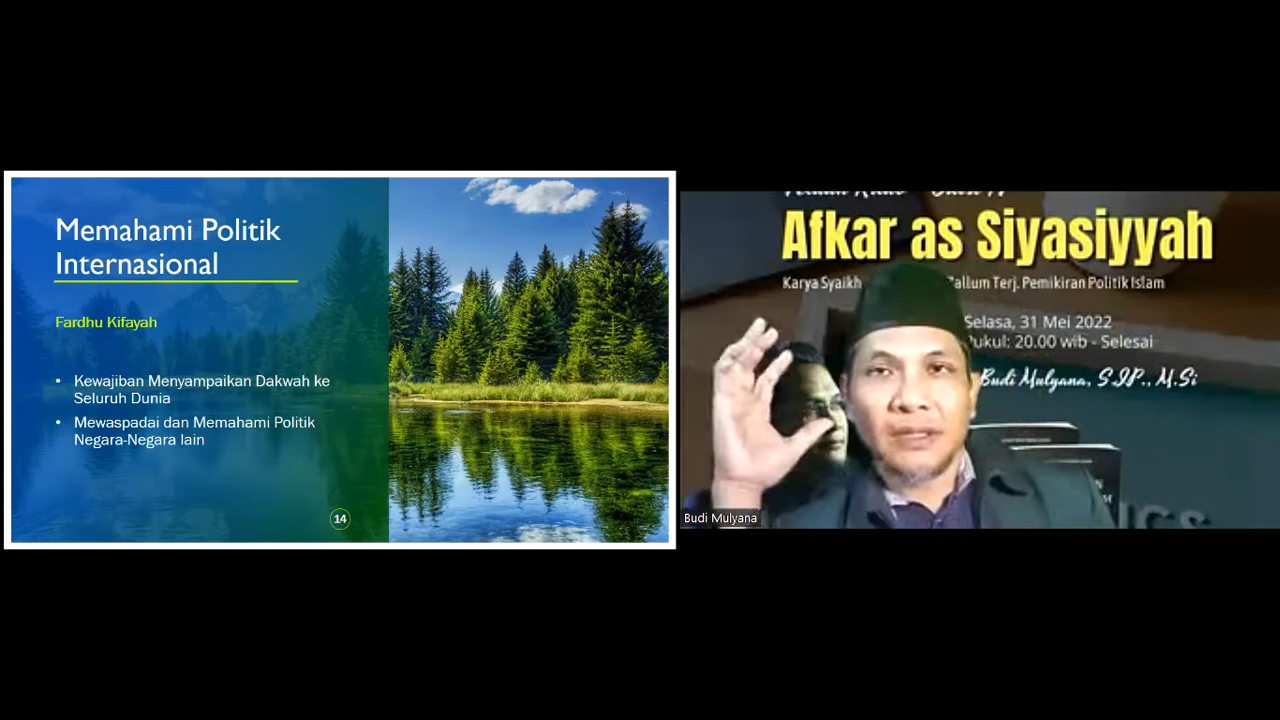 Memahami Politik
Internasional
Fardhu Kifayah
• Kewajiban Menyampaikan Dakwah ke
Seluruh Dunia
• Mewaspadai dan Memahami Politik
Negara-Negara lain
14
Afkar as Siyasiyyah
Karya Syaikh
Zallum Terj. Pemikiran Politik Islam
Selasa, 31 Mei 2022
Pukul: 20.00 wib - Selesai
Budi Mulyana, S.IP., M.Si
Budi Mulyana